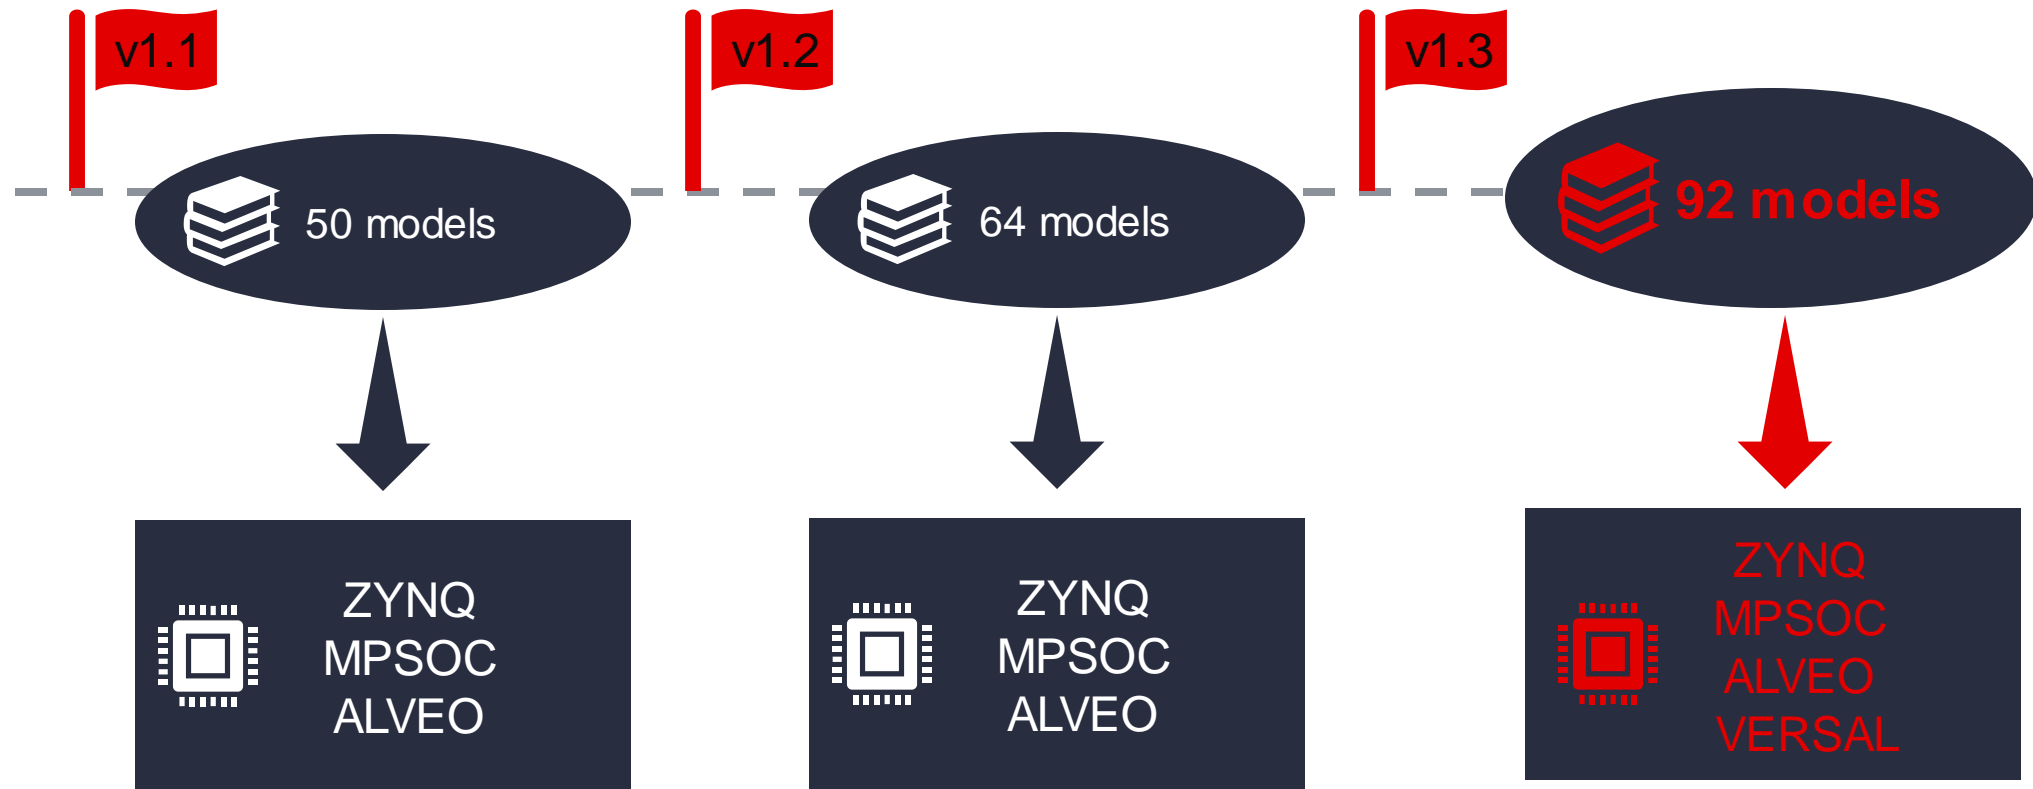 v1.1
v1.2
v1.3
50 models
64 models
92 models
ZYNQ
MPSOC
ALVEO
ZYNQ
MPSOC
ALVEO
ZYNQ
MPSOC
ALVEO
VERSAL